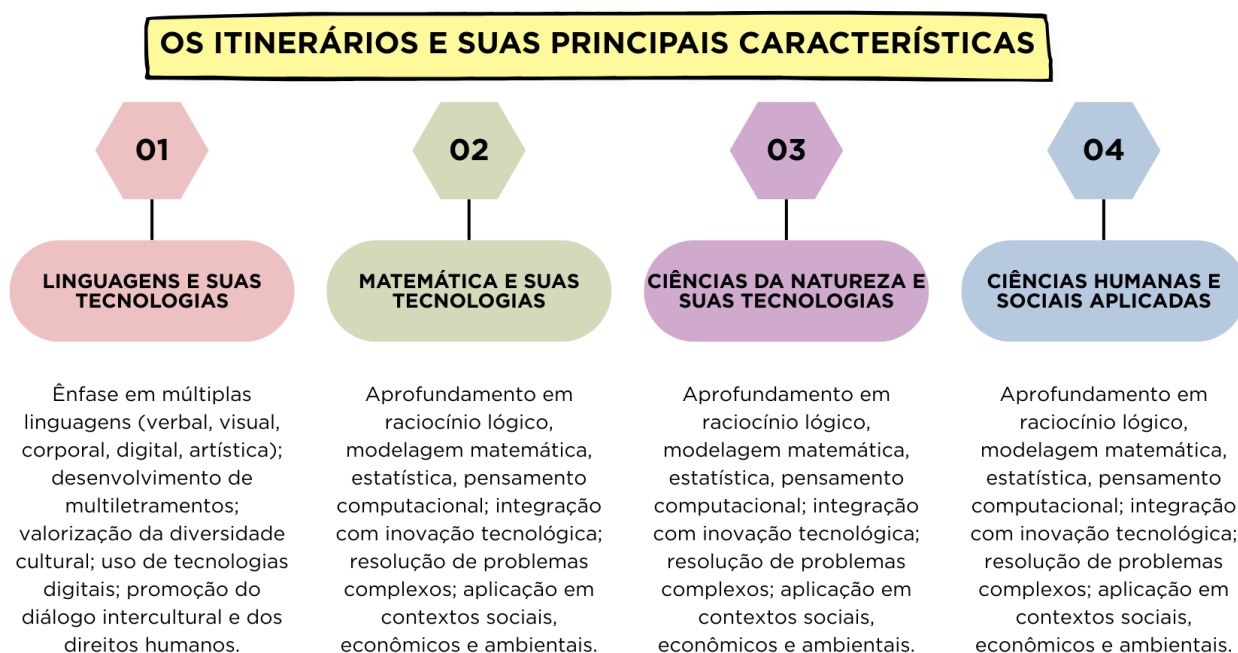 OS ITINERÁRIOS E SUAS PRINCIPAIS CARACTERÍSTICAS
01
LINGUAGENS E SUAS
TECNOLOGIAS
Ênfase em múltiplas
linguagens (verbal, visual,
corporal, digital, artística);
desenvolvimento de
multiletramentos;
valorização da diversidade
cultural; uso de tecnologias
digitais; promoção do
diálogo intercultural e dos
direitos humanos.
02
MATEMÁTICA E SUAS
TECNOLOGIAS
Aprofundamento em
raciocínio lógico,
modelagem matemática,
estatística, pensamento
computacional; integração
com inovação tecnológica;
resolução de problemas
complexos; aplicação em
contextos sociais,
econômicos e ambientais.
03
CIÊNCIAS DA NATUREZA E
SUAS TECNOLOGIAS
Aprofundamento em
raciocínio lógico,
modelagem matemática,
estatística, pensamento
computacional; integração
com inovação tecnológica;
resolução de problemas
complexos; aplicação em
contextos sociais,
econômicos e ambientais.
04
CIÊNCIAS HUMANAS E
SOCIAIS APLICADAS
Aprofundamento em
raciocínio lógico,
modelagem matemática,
estatística, pensamento
computacional; integração
com inovação tecnológica;
resolução de problemas
complexos; aplicação em
contextos sociais,
econômicos e ambientais.